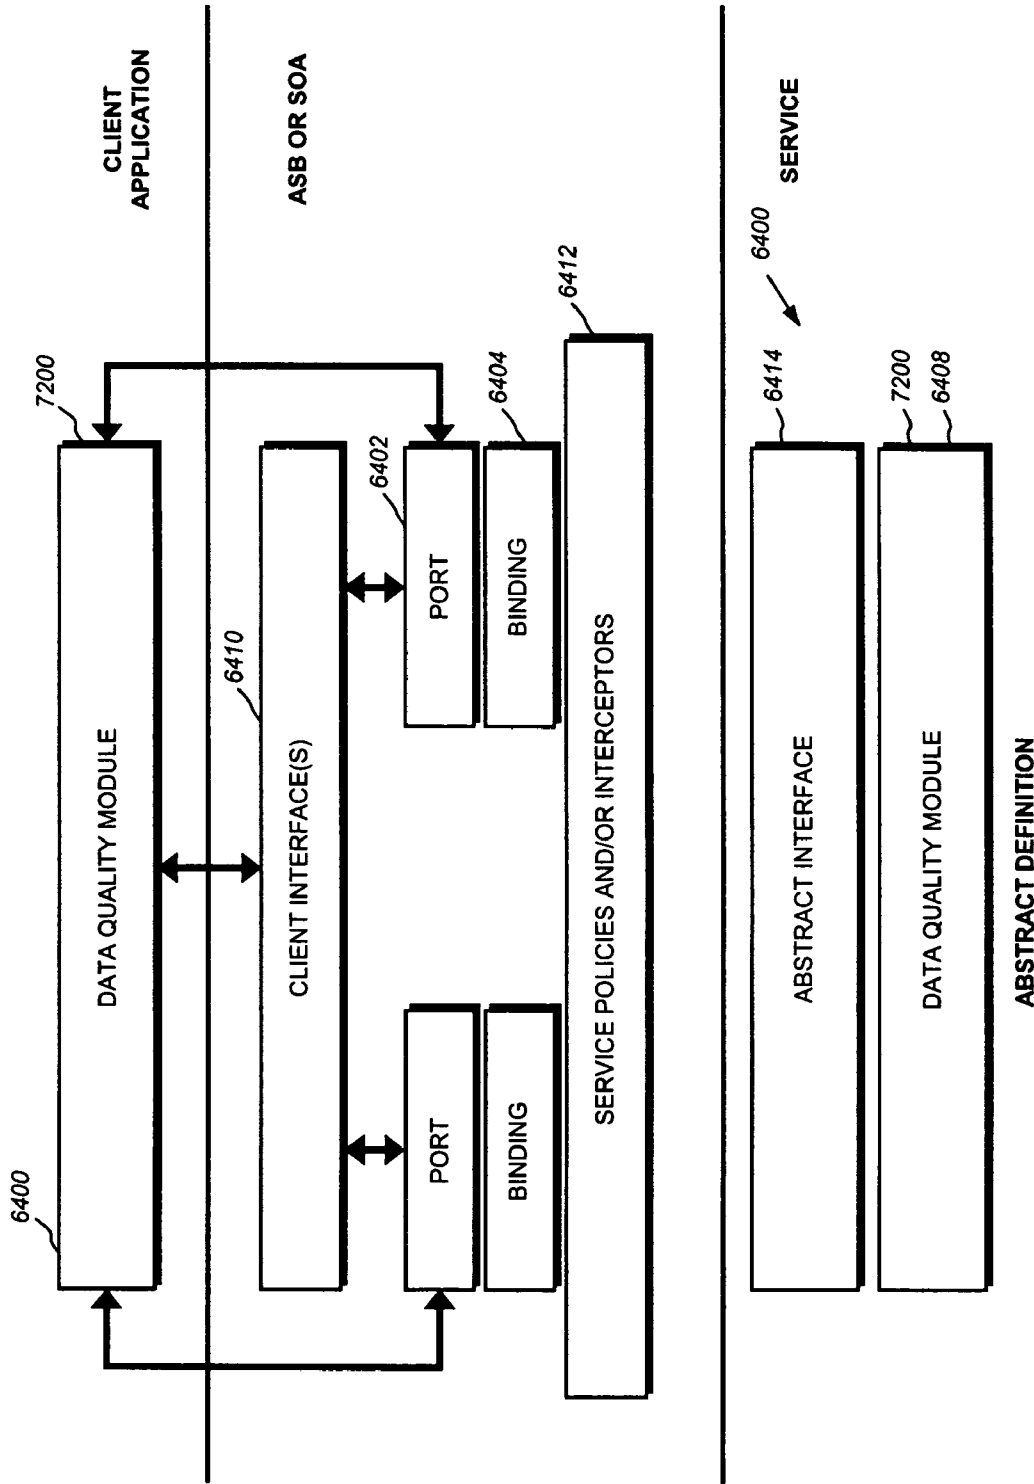 6400
7200
DATA QUALITY MODULE
CLIENT
APPLICATION
6410
CLIENT INTERFACE(S)
ASB OR SOA
6402
PORT
PORT
6404
BINDING
BINDING
6412
SERVICE POLICIES AND/OR INTERCEPTORS
SERVICE
6400
6414
ABSTRACT INTERFACE
7200
6408
DATA QUALITY MODULE
ABSTRACT DEFINITION